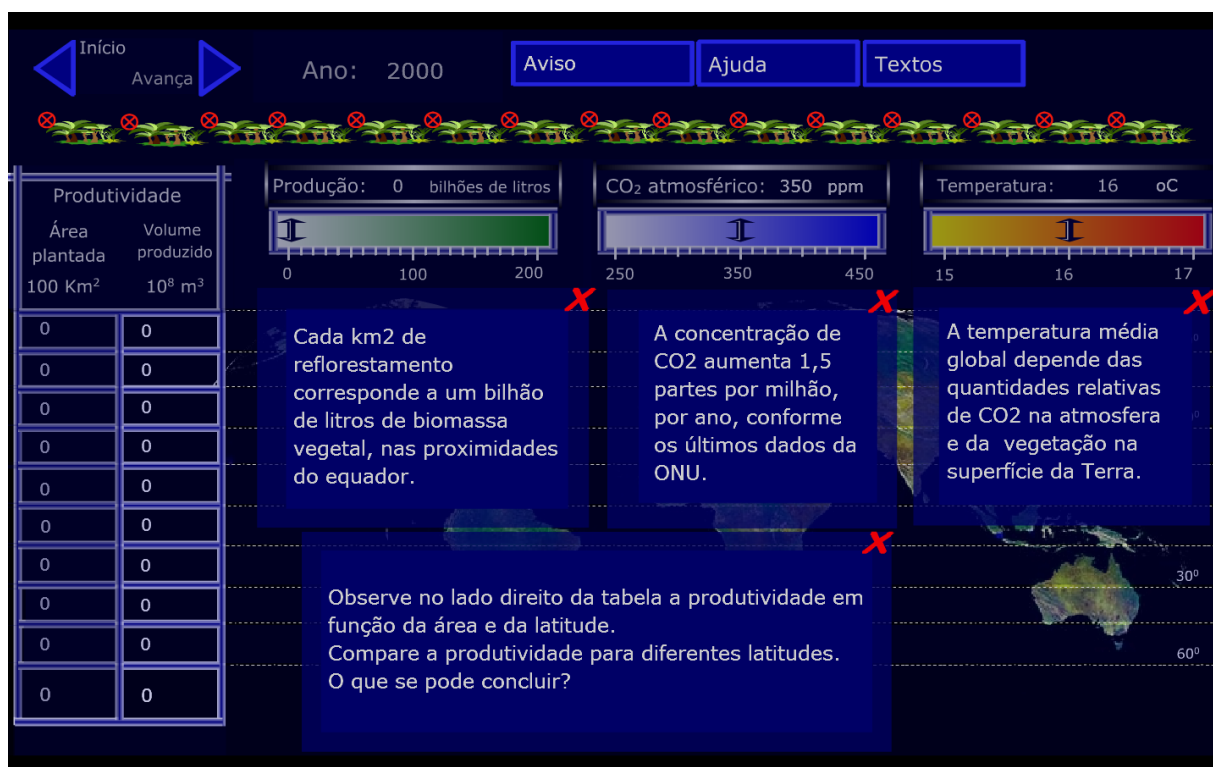 Início
Avança
Ano: 2000
Aviso
Ajuda
Textos
Produtividade
Área plantada
Volume produzido
100 Km²
10⁸ m³
0 0
0 0
0 0
0 0
0 0
0 0
0 0
0 0
0 0
0 0
Produção: 0 bilhões de litros
0 100 200
CO₂ atmosférico: 350 ppm
250 350 450
Temperatura: 16 oC
15 16 17
X
Cada km2 de
reflorestamento
corresponde a um bilhão
de litros de biomassa
vegetal, nas proximidades
do equador.
X
A concentração de
CO2 aumenta 1,5
partes por milhão,
por ano, conforme
os últimos dados da
ONU.
X
A temperatura média
global depende das
quantidades relativas
de CO2 na atmosfera
e da vegetação na
superfície da Terra.
X
Observe no lado direito da tabela a produtividade em
função da área e da latitude.
Compare a produtividade para diferentes latitudes.
O que se pode concluir?
30⁰
60⁰